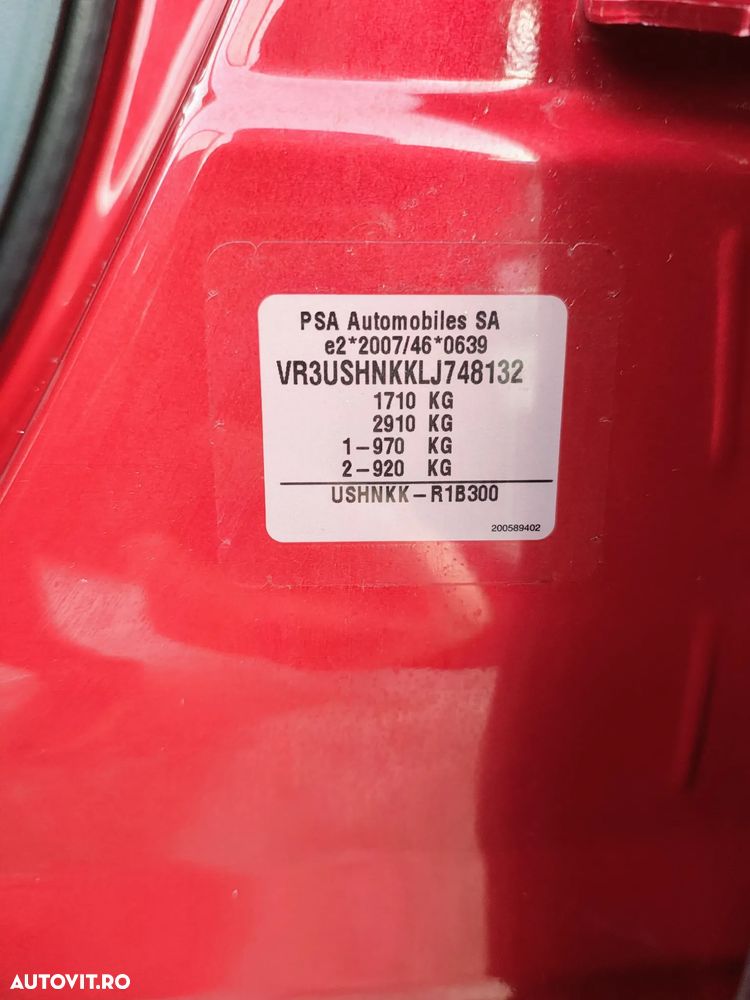 PSA Automobiles SA
e2*2007/46*0639
VR3USHNKKLJ748132
1710 KG
2910 KG
1-970 KG
2-920 KG
USHNKK-R1B300
200589402
AUTOVIT.RO